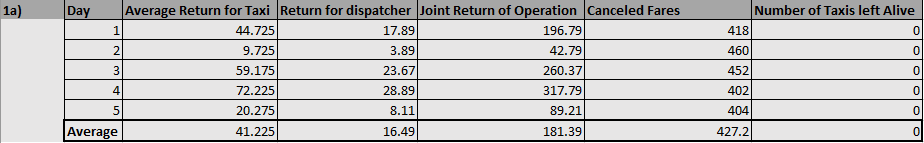 1a) Day Average Return for Taxi Return for dispatcher Joint Return of Operation Canceled Fares Number of Taxis left Alive
1 44.725 17.89 196.79 418 0
2 9.725 3.89 42.79 460 0
3 59.175 23.67 260.37 452 0
4 72.225 28.89 317.79 402 0
5 20.275 8.11 89.21 404 0
Average 41.225 16.49 181.39 427.2 0